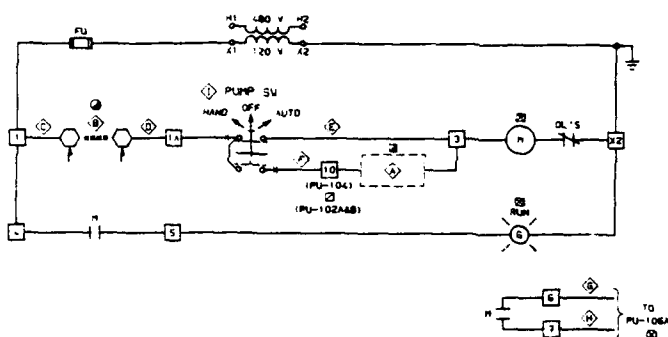 H1 480 V H2
FU
X1 120 V X2
I PUMP SW
OFF
HAND AUTO
B
C D E
1 1A 3 M OL'S X2
F 10 A
(PU-104)
(PU-102A&B)
RUN
M 5 G
6 G
M TO
PU-106A
7 H